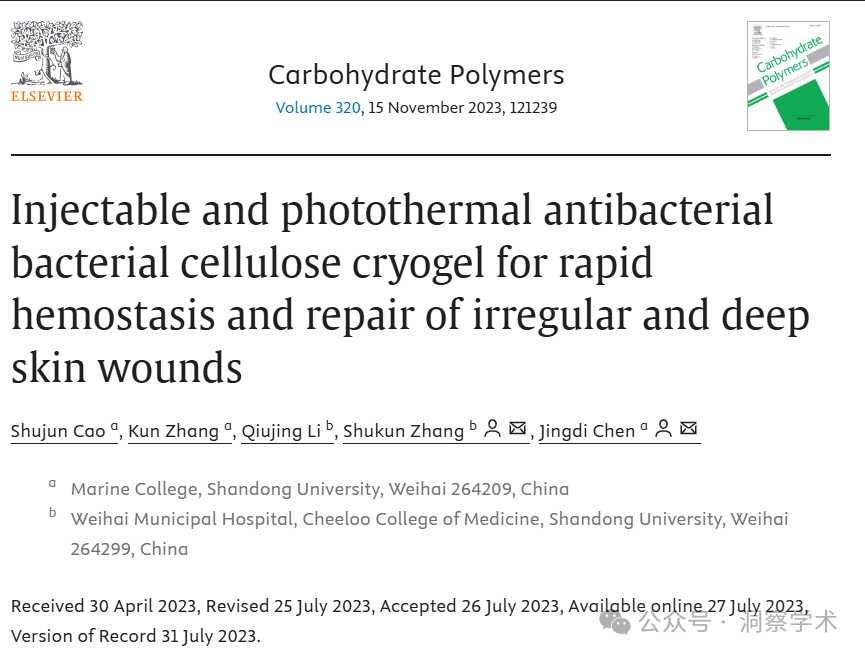 ELSEVIER
Carbohydrate Polymers
Volume 320, 15 November 2023, 121239
Carbohydrate
Polymers
Injectable and photothermal antibacterial
bacterial cellulose cryogel for rapid
hemostasis and repair of irregular and deep
skin wounds
Shujun Cao a, Kun Zhang a, Qiujing Li b, Shukun Zhang b, Jingdi Chen a
a Marine College, Shandong University, Weihai 264209, China
b Weihai Municipal Hospital, Cheeloo College of Medicine, Shandong University, Weihai
264299, China
Received 30 April 2023, Revised 25 July 2023, Accepted 26 July 2023, Available online 27 July 2023,
Version of Record 31 July 2023.
公众号 · 洞察学术